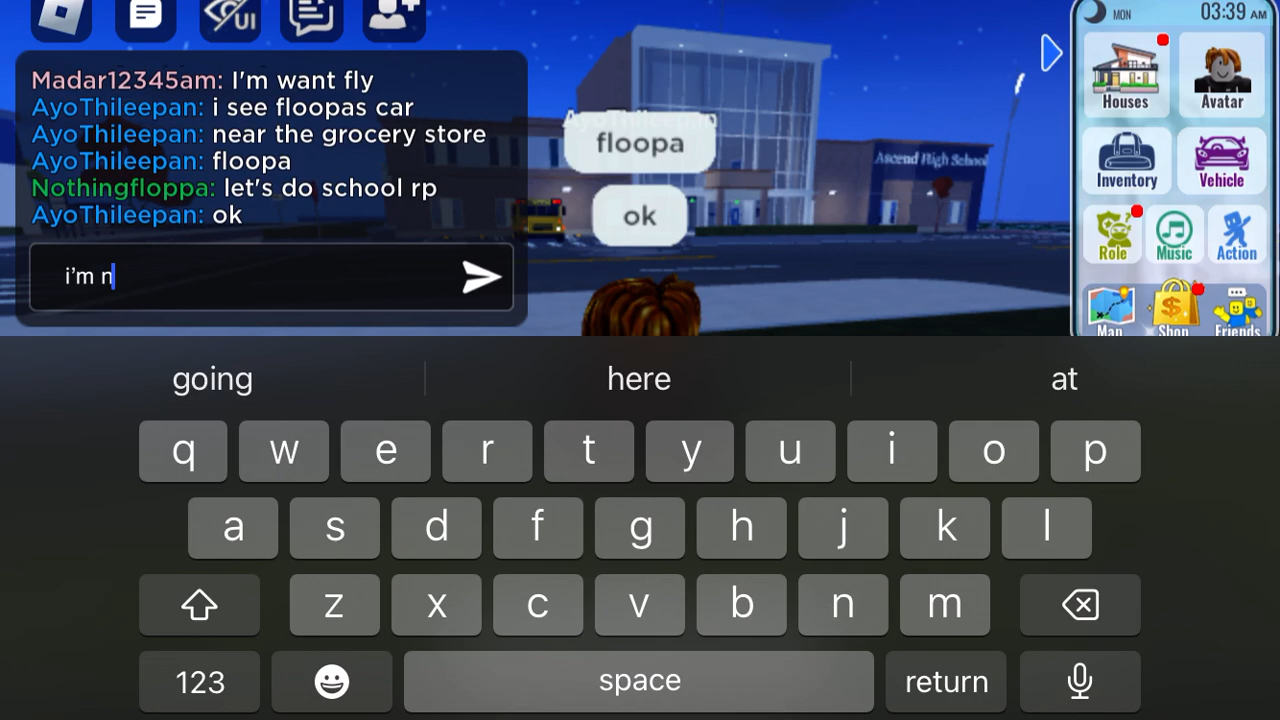 UI
MON
03:39 AM
Madar12345am: I'm want fly
AyoThileepan: i see floopas car
AyoThileepan: near the grocery store
AyoThileepan: floopa
Nothingfloppa: let's do school rp
AyoThileepan: ok
i'm n
AyoThileepan
floopa
ok
Ascend High School
Houses
Avatar
Inventory
Vehicle
Role
Music
Action
Map
Shop
Friends
going
here
at
q w e r t y u i o p
a s d f g h j k l
z x c v b n m
123
space
return